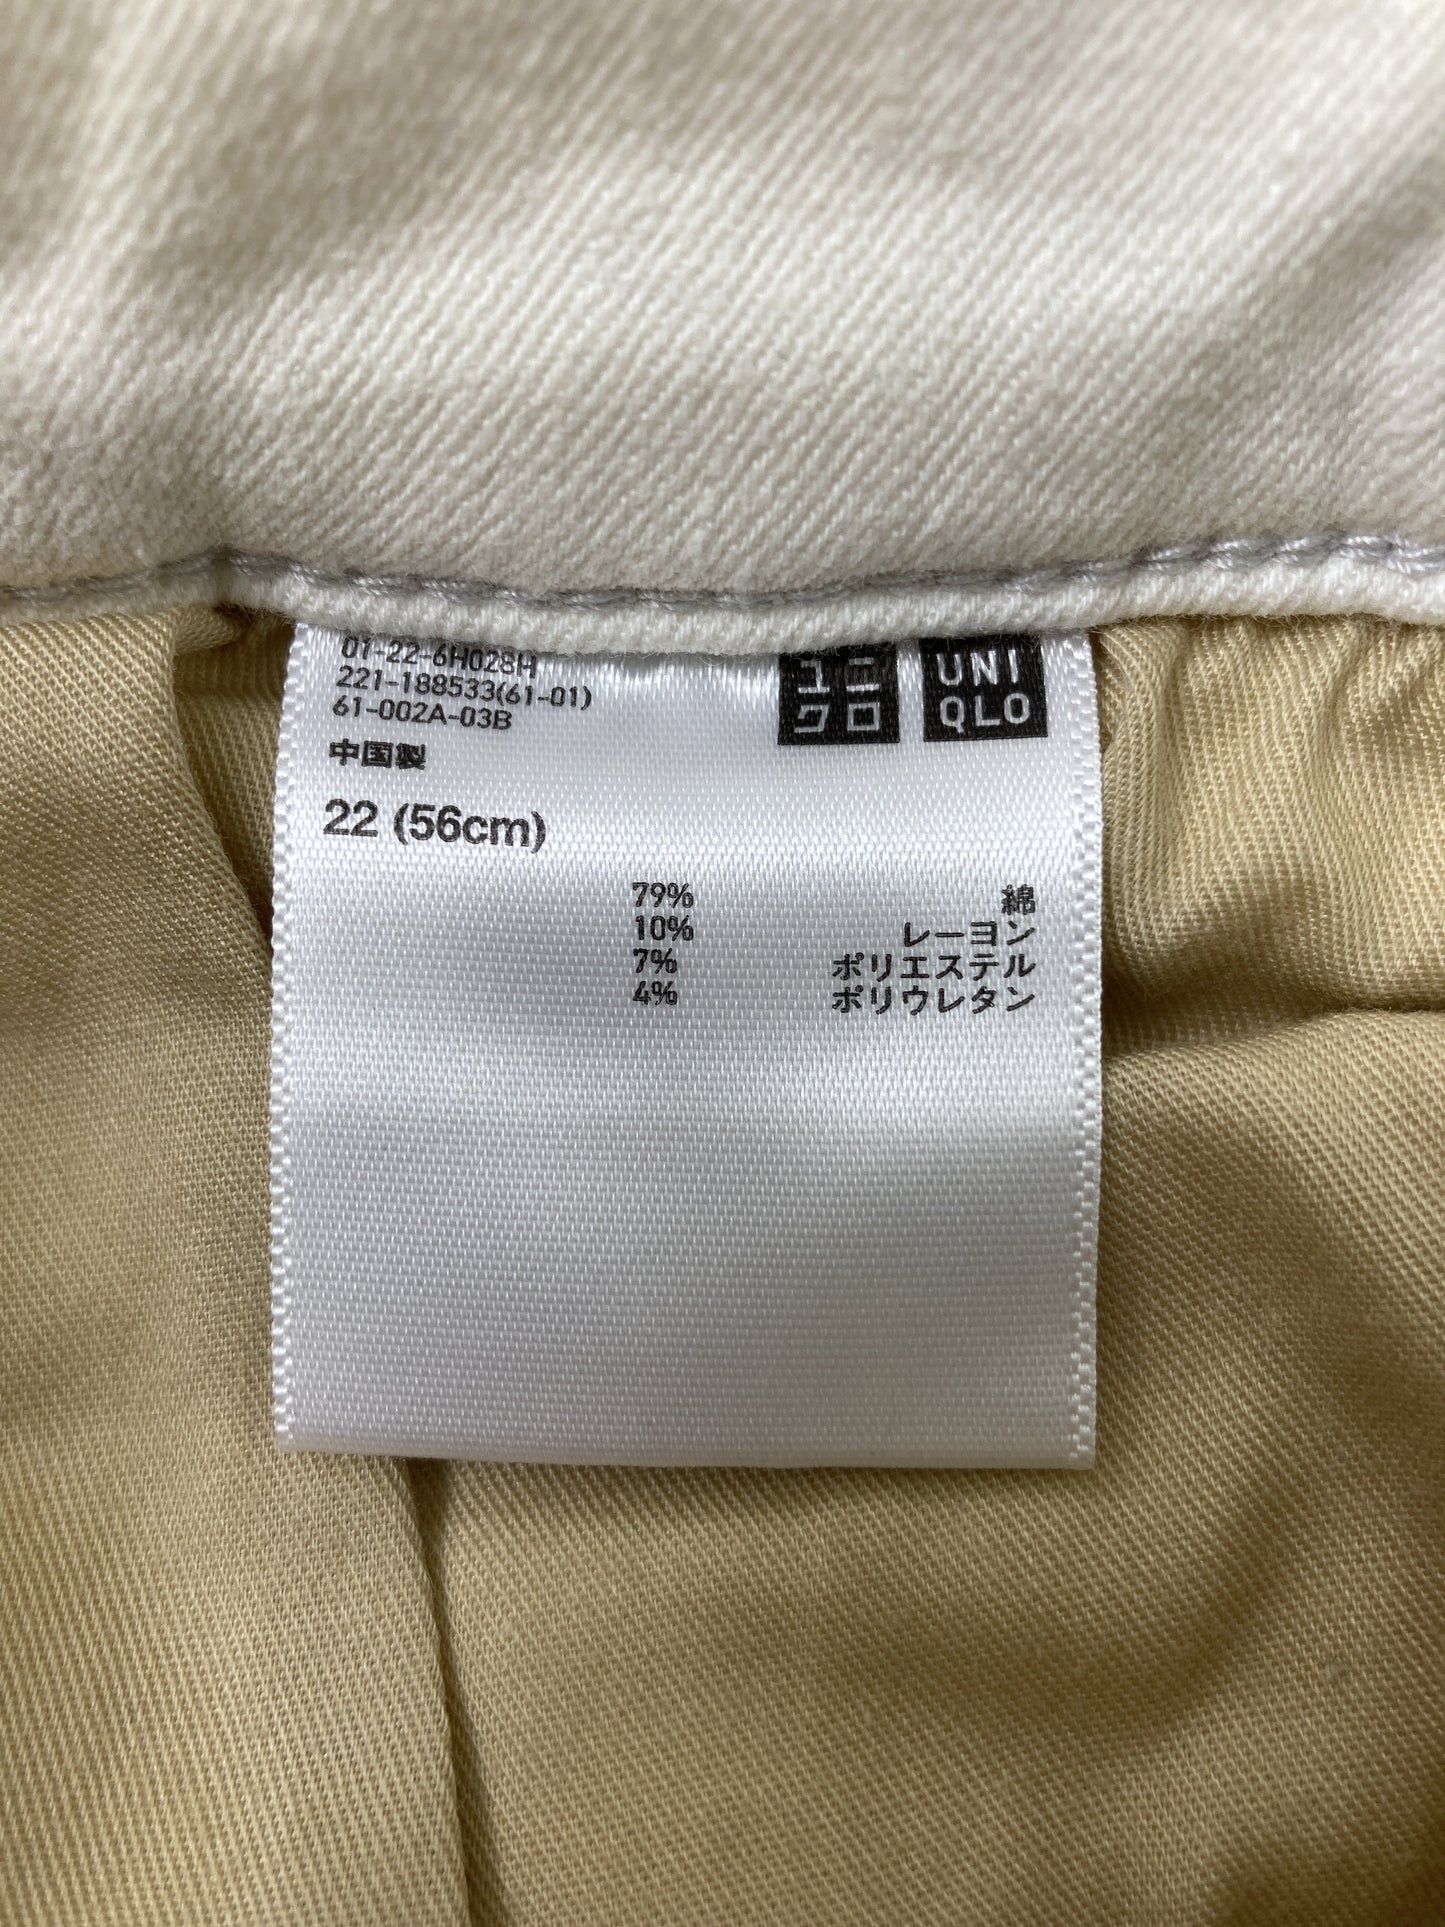 01-22-6H028H
221-188533(61-01)
61-002A-03B
ユニ
クロ
UNI
QLO
中国製
22 (56cm)
79% 綿
10% レーヨン
7% ポリエステル
4% ポリウレタン